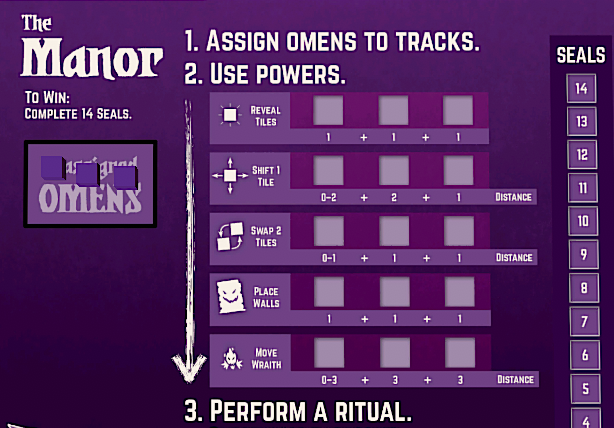 The
Manor
To Win:
Complete 14 Seals.
OMENS
1. Assign omens to tracks.
2. Use powers.
Reveal
Tiles
1 + 1 + 1
Shift 1
Tile
0-2 + 2 + 1 Distance
Swap 2
Tiles
0-1 + 1 + 1 Distance
Place
Walls
1 + 1 + 1
Move
Wraith
0-3 + 3 + 3 Distance
3. Perform a ritual.
SEALS
14
13
12
11
10
9
8
7
6
5
4